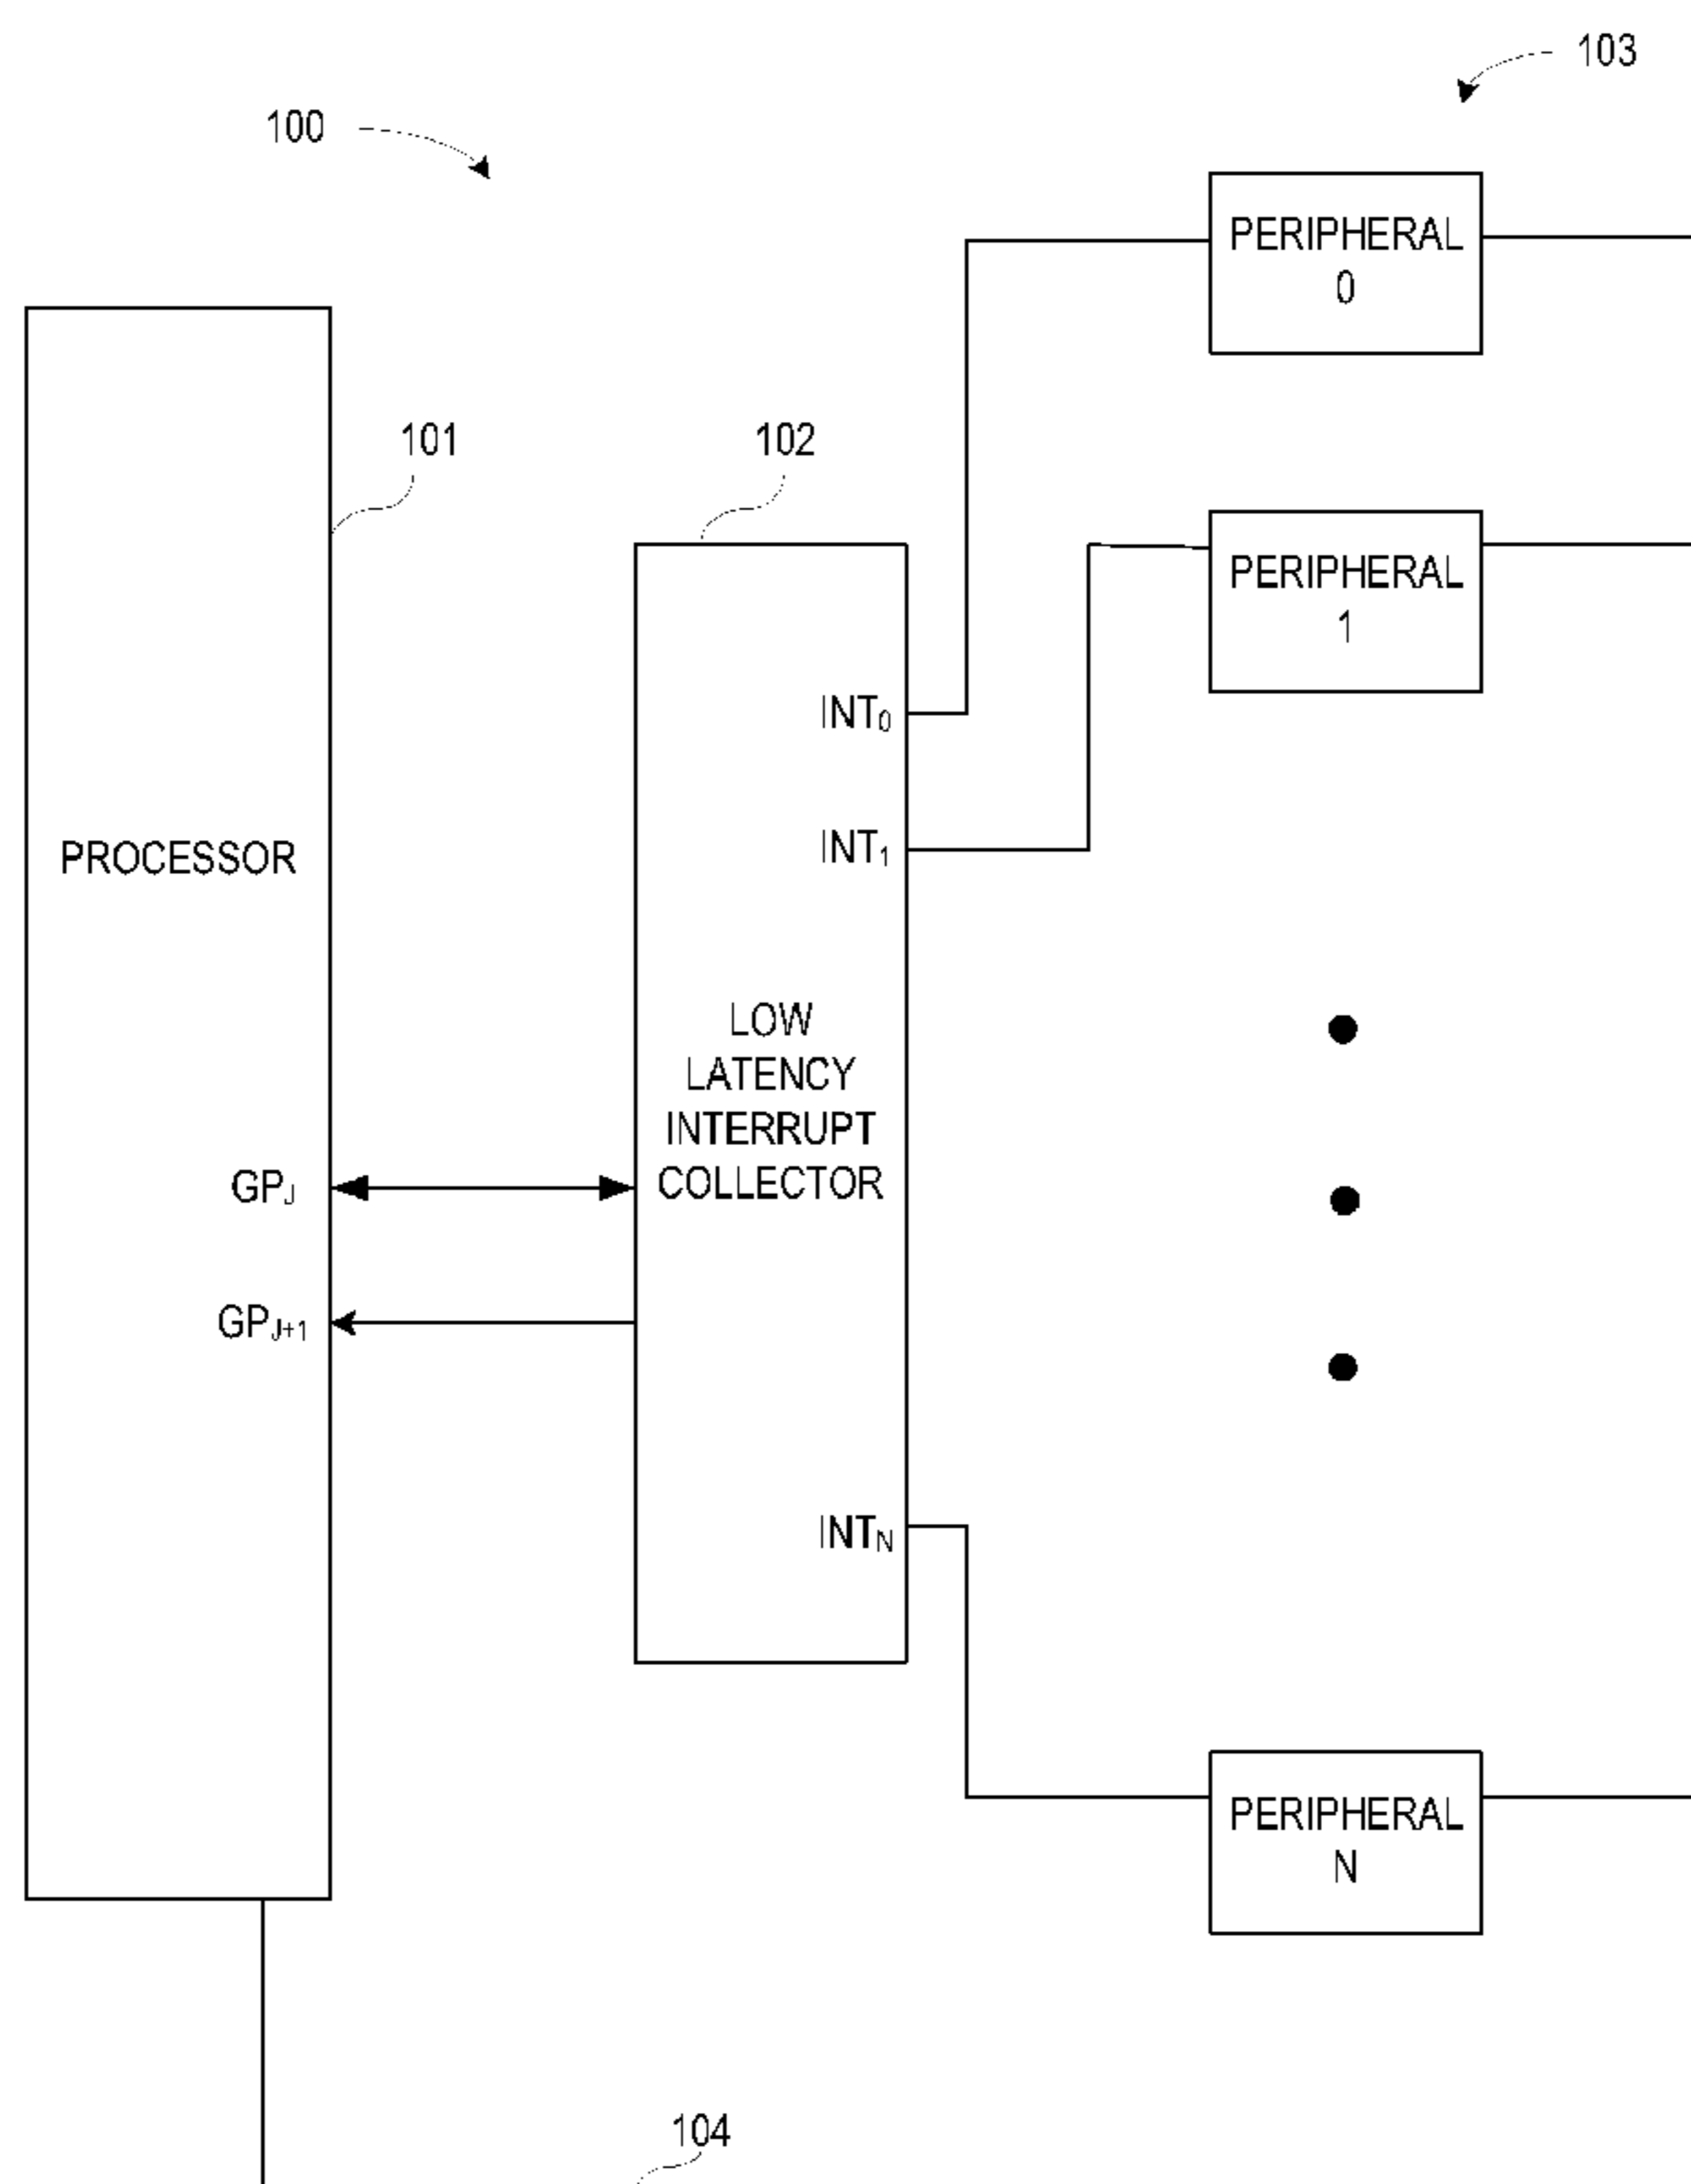 103
100
PERIPHERAL
0
101
102
PERIPHERAL
1
INT0
INT1
PROCESSOR
LOW
LATENCY
INTERRUPT
COLLECTOR
GPJ
GPJ+1
INTN
PERIPHERAL
N
104